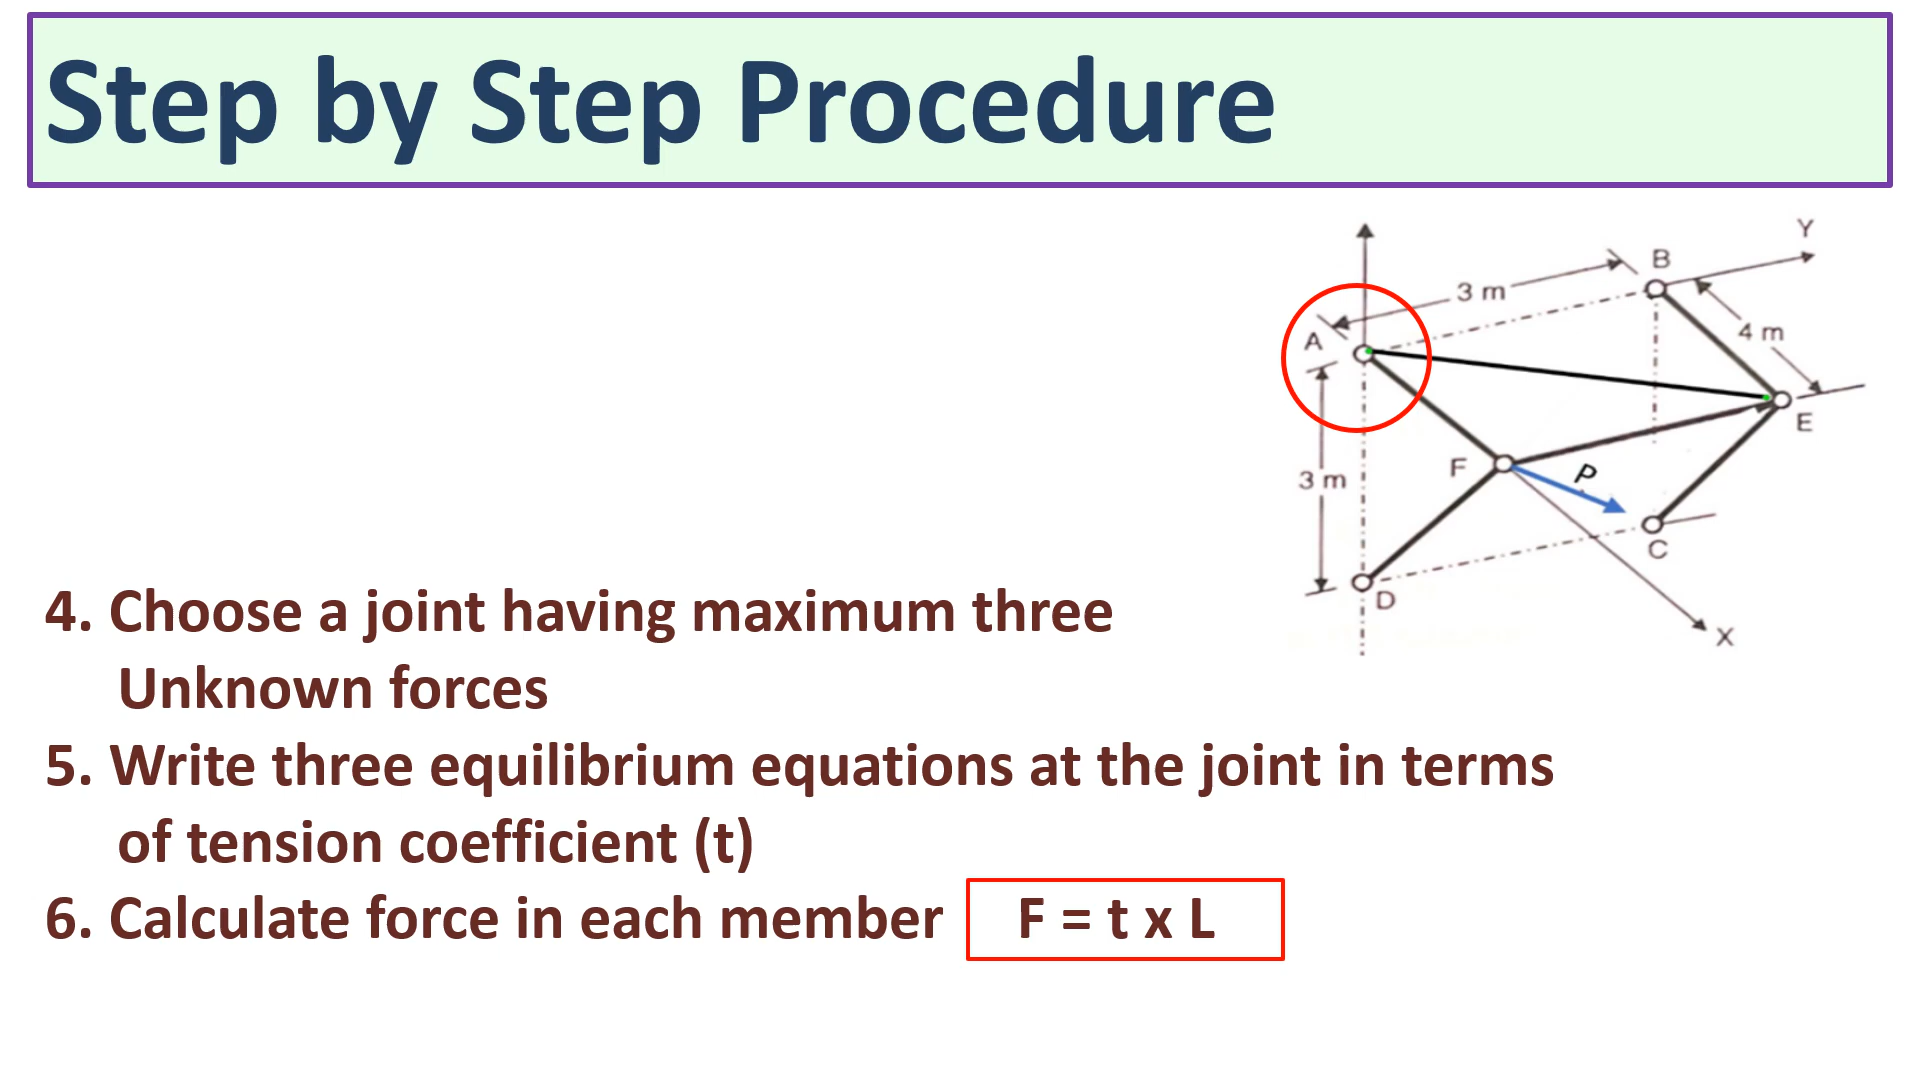 Step by Step Procedure
Y
B
3 m
A
4 m
E
F
P
3 m
C
D
X
4. Choose a joint having maximum three
Unknown forces
5. Write three equilibrium equations at the joint in terms
of tension coefficient (t)
6. Calculate force in each member F = t x L